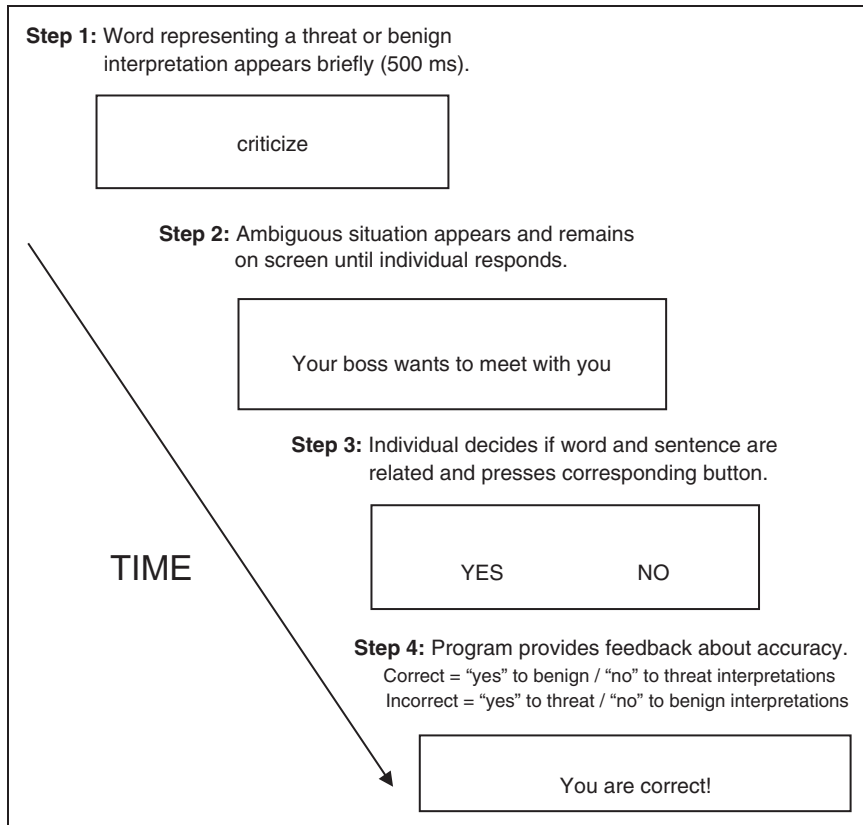 Step 1: Word representing a threat or benign
interpretation appears briefly (500 ms).
criticize
Step 2: Ambiguous situation appears and remains
on screen until individual responds.
Your boss wants to meet with you
Step 3: Individual decides if word and sentence are
related and presses corresponding button.
TIME
YES NO
Step 4: Program provides feedback about accuracy.
Correct = “yes” to benign / “no” to threat interpretations
Incorrect = “yes” to threat / “no” to benign interpretations
You are correct!